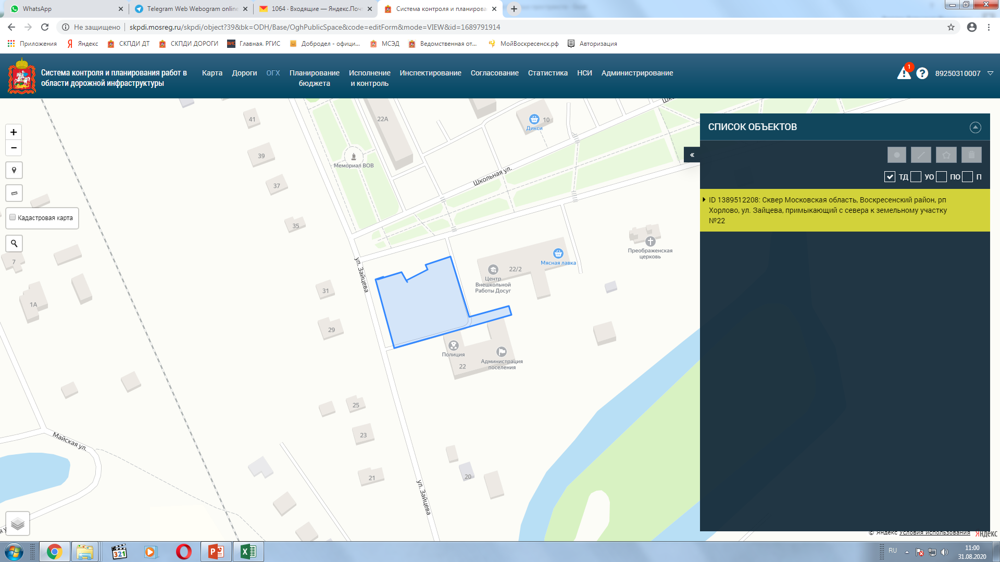 WhatsApp
Telegram Web Webogram online
1064 · Входящие — Яндекс.Поч
Система контроля и планирова
Не защищено
skpdi.mosreg.ru/skpdi/object?39&bk=ODH/Base/OghPublicSpace&code=editForm&mode=VIEW&id=1689791914
Приложения
Яндекс
СКПДИ ДТ
СКПДИ ДОРОГИ
Главная. РГИС
Добродел - офици...
МСЭД
Ведомственная от...
МойВоскресенск.рф
Авторизация
Система контроля и планирования работ в
области дорожной инфраструктуры
Карта
Дороги
ОГХ
Планирование
бюджета
Исполнение
и контроль
Инспектирование
Согласование
Статистика
НСИ
Администрирование
1
?
89250310007
+
−
Кадастровая карта
41
39
37
35
31
29
25
23
21
20
7
1А
22А
10
Дикси
Мемориал ВОВ
Школьная ул.
ул. Зайцева
Мясная лавка
22/2
Центр
Внешкольной
Работы Досуг
Преображенская
церковь
Полиция
22
Администрация
поселения
Майская ул.
ул. Зайцева
«
СПИСОК ОБЪЕКТОВ
ТД
УО
ПО
П
ID 1389512208: Сквер Московская область, Воскресенский район, рп
Хорлово, ул. Зайцева, примыкающий с севера к земельному участку
№22
© Яндекс Условия использования
Яндекс
321
RU
11:00
31.08.2020